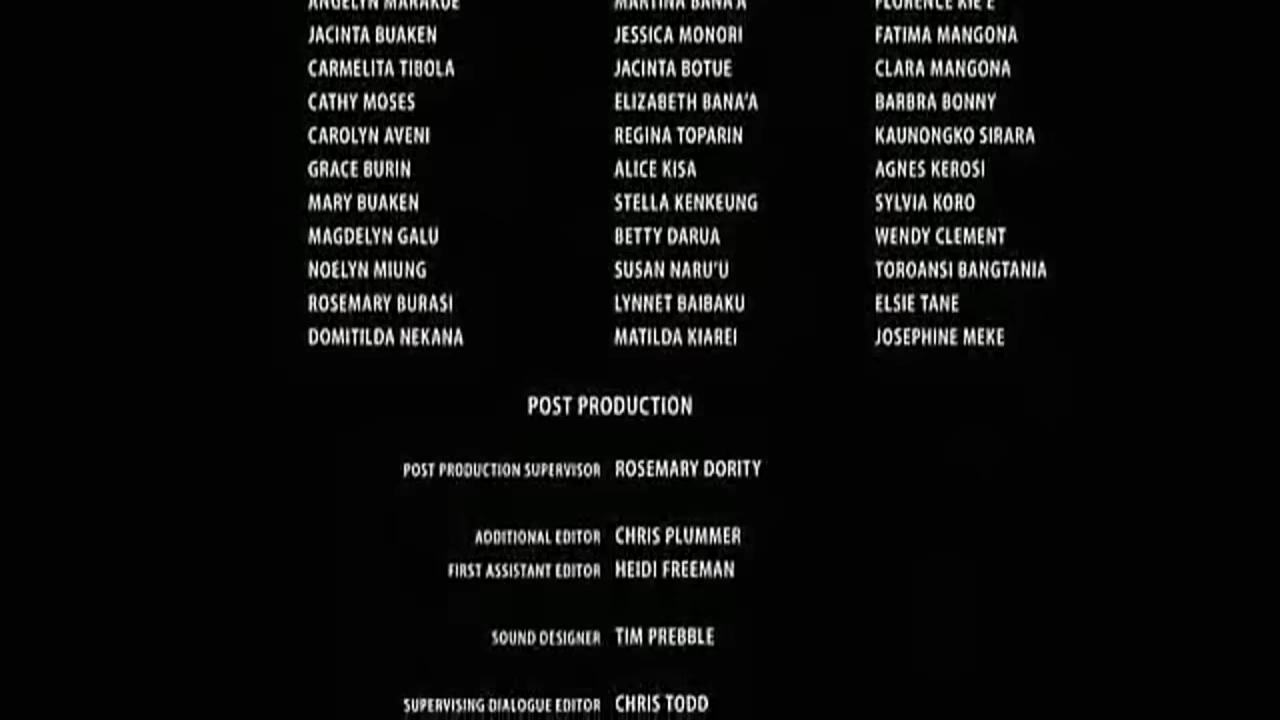 JACINTA BUAKEN JESSICA MONORI FATIMA MANGONA
CARMELITA TIBOLA JACINTA BOTUE CLARA MANGONA
CATHY MOSES ELIZABETH BANA'A BARBRA BONNY
CAROLYN AVENI REGINA TOPARIN KAUNONGKO SIRARA
GRACE BURIN ALICE KISA AGNES KEROSI
MARY BUAKEN STELLA KENKEUNG SYLVIA KORO
MAGDELYN GALU BETTY DARUA WENDY CLEMENT
NOELYN MIUNG SUSAN NARU'U TOROANSI BANGTANIA
ROSEMARY BURASI LYNNET BAIBAKU ELSIE TANE
DOMITILDA NEKANA MATILDA KIAREI JOSEPHINE MEKE
POST PRODUCTION
POST PRODUCTION SUPERVISOR ROSEMARY DORITY
ADDITIONAL EDITOR CHRIS PLUMMER
FIRST ASSISTANT EDITOR HEIDI FREEMAN
SOUND DESIGNER TIM PREBBLE
SUPERVISING DIALOGUE EDITOR CHRIS TODD